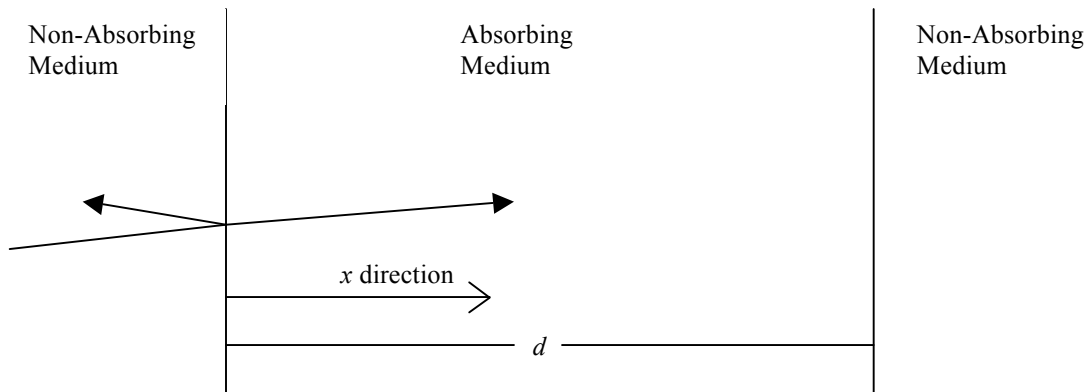 Non-Absorbing
Medium
Absorbing
Medium
Non-Absorbing
Medium
x direction
d